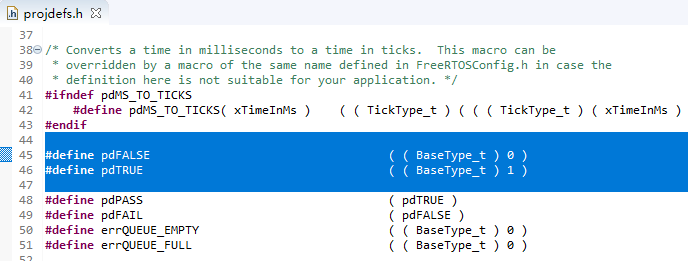 projdefs.h
37
38 /* Converts a time in milliseconds to a time in ticks.  This macro can be
39  * overridden by a macro of the same name defined in FreeRTOSConfig.h in case the
40  * definition here is not suitable for your application. */
41 #ifndef pdMS_TO_TICKS
42     #define pdMS_TO_TICKS( xTimeInMs )    ( ( TickType_t ) ( ( ( TickType_t ) ( xTimeInMs )
43 #endif
44
45 #define pdFALSE                                  ( ( BaseType_t ) 0 )
46 #define pdTRUE                                   ( ( BaseType_t ) 1 )
47
48 #define pdPASS                                   ( pdTRUE )
49 #define pdFAIL                                   ( pdFALSE )
50 #define errQUEUE_EMPTY                           ( ( BaseType_t ) 0 )
51 #define errQUEUE_FULL                            ( ( BaseType_t ) 0 )
52